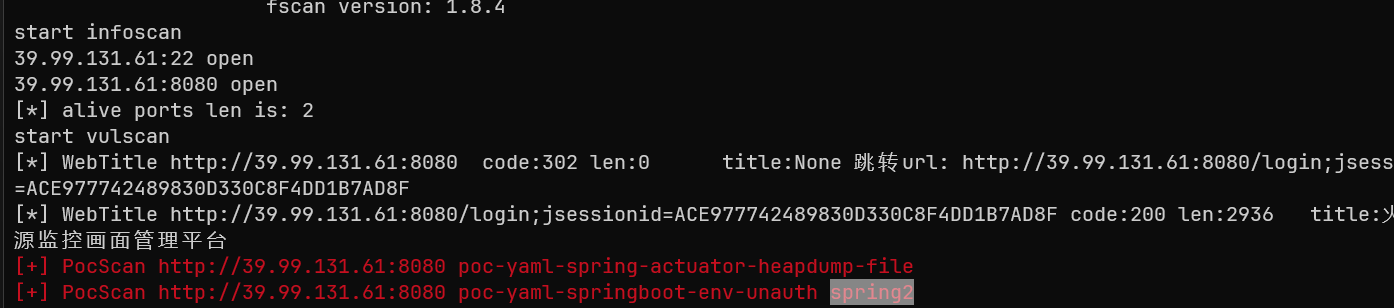 fscan version: 1.8.4
start infoscan
39.99.131.61:22 open
39.99.131.61:8080 open
[*] alive ports len is: 2
start vulscan
[*] WebTitle http://39.99.131.61:8080 code:302 len:0 title:None 跳转url: http://39.99.131.61:8080/login;jsess
=ACE977742489830D330C8F4DD1B7AD8F
[*] WebTitle http://39.99.131.61:8080/login;jsessionid=ACE977742489830D330C8F4DD1B7AD8F code:200 len:2936 title:
源监控画面管理平台
[+] PocScan http://39.99.131.61:8080 poc-yaml-spring-actuator-heapdump-file
[+] PocScan http://39.99.131.61:8080 poc-yaml-springboot-env-unauth spring2